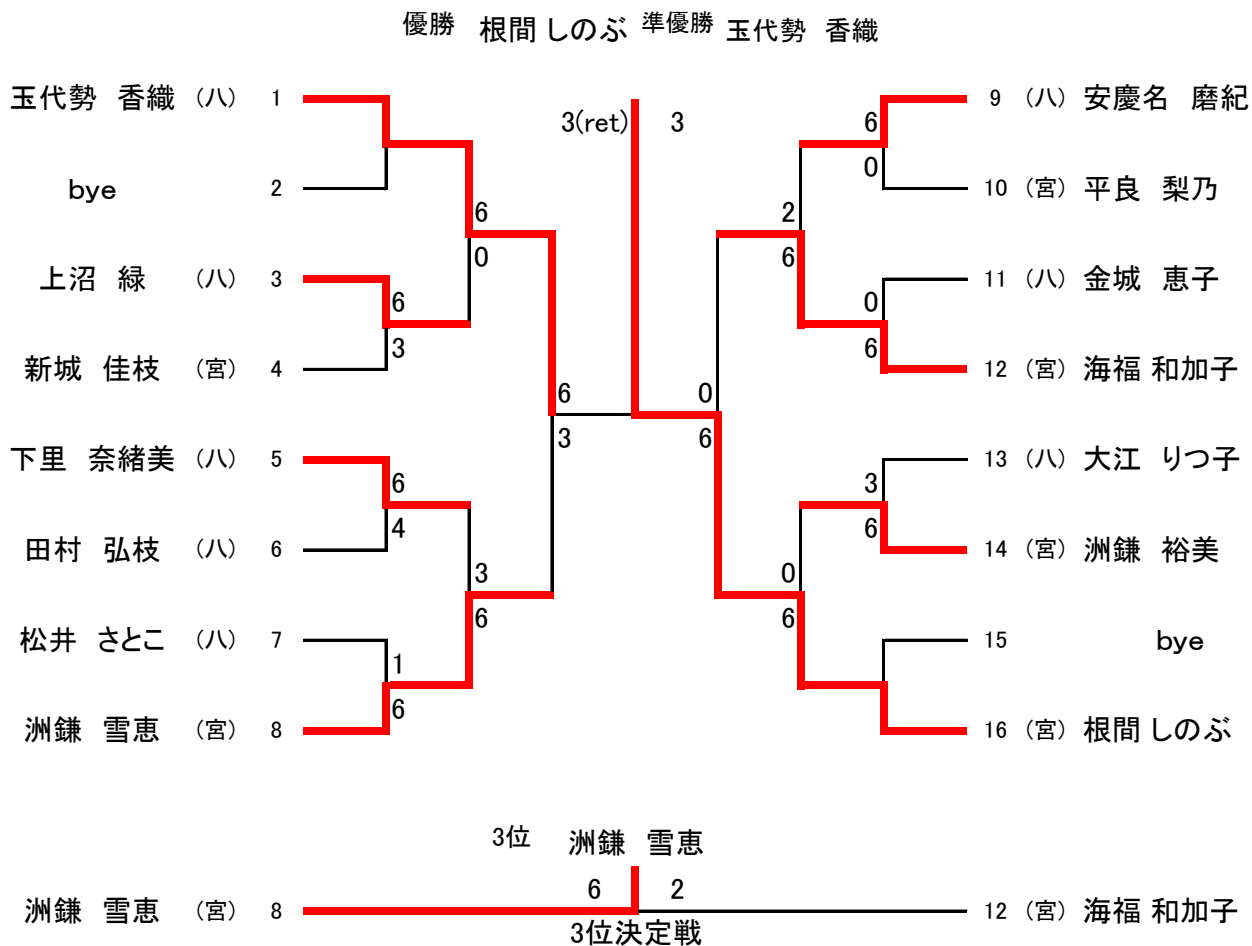 優勝 根間 しのぶ 準優勝 玉代勢 香織
3(ret) 3
玉代勢 香織 (八) 1
bye 2
6
0
上沼 緑 (八) 3
6
3
新城 佳枝 (宮) 4
6
3
下里 奈緒美 (八) 5
6
4
田村 弘枝 (八) 6
3
6
松井 さとこ (八) 7
1
6
洲鎌 雪恵 (宮) 8
9 (八) 安慶名 磨紀
6
0
10 (宮) 平良 梨乃
2
6
11 (八) 金城 恵子
0
6
12 (宮) 海福 和加子
0
6
13 (八) 大江 りつ子
3
6
14 (宮) 洲鎌 裕美
0
6
15 bye
16 (宮) 根間 しのぶ
3位 洲鎌 雪恵
6 2
洲鎌 雪恵 (宮) 8 12 (宮) 海福 和加子
3位決定戦